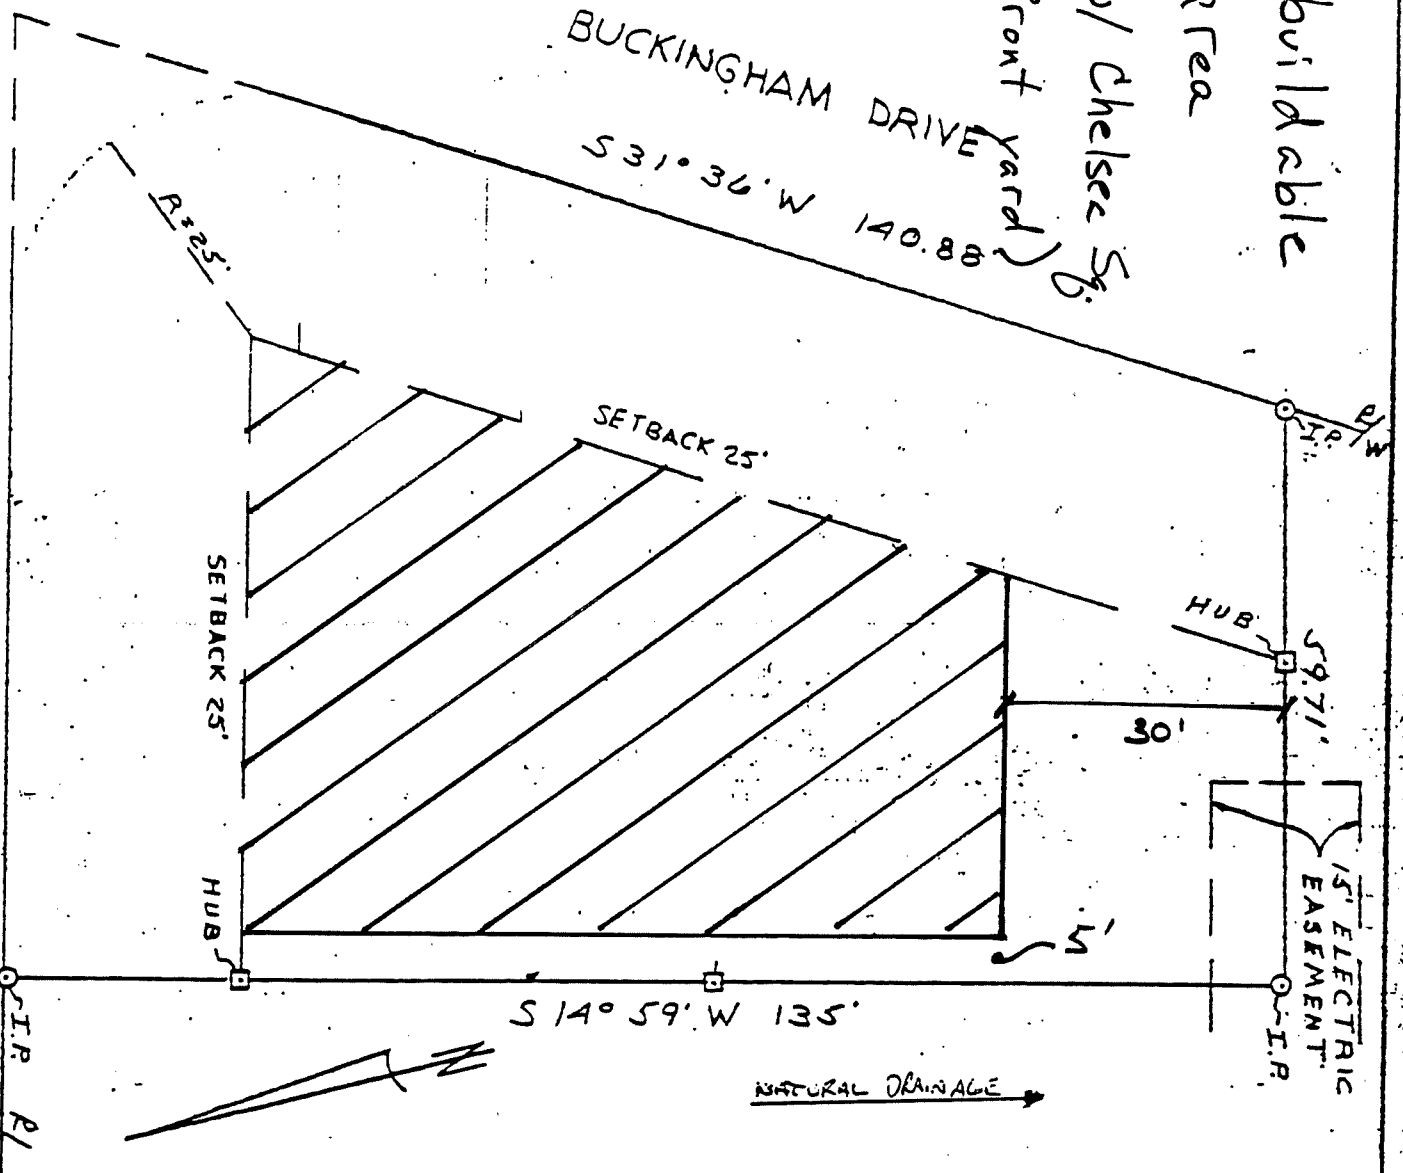 buildable
Area
w/ Chelsea Sq.
front yard)
BUCKINGHAM DRIVE
S 31° 36' W 140.88'
R=25'
R/W
I.P.
SETBACK 25'
HUB
59.71'
30'
SETBACK 25'
15' ELECTRIC
EASEMENT
HUB
5'
I.P.
S 14° 59' W 135'
I.P.
N
NATURAL DRAINAGE
R/